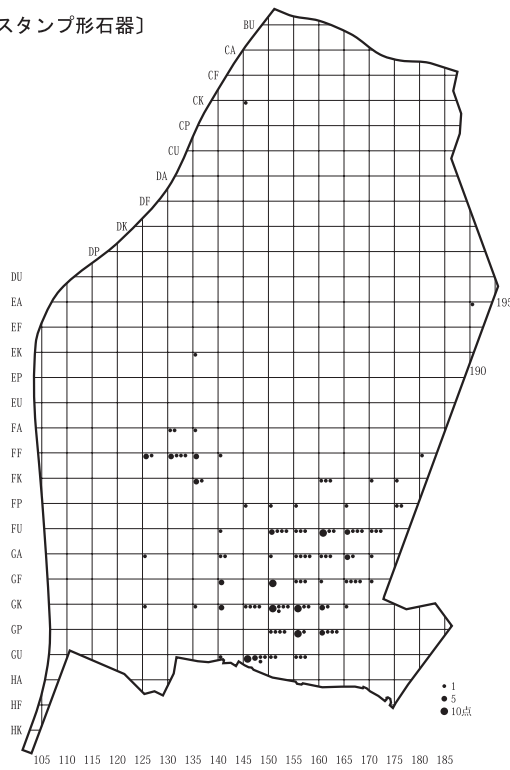 スタンプ形石器〕
BU
CA
CF
CK
CP
CU
DA
DF
DK
DP
DU
EA
195
EF
EK
190
EP
EU
FA
FF
FK
FP
FU
GA
GF
GK
GP
GU
HA
1
HF
5
10点
HK
105 110 115 120 125 130 135 140 145 150 155 160 165 170 175 180 185